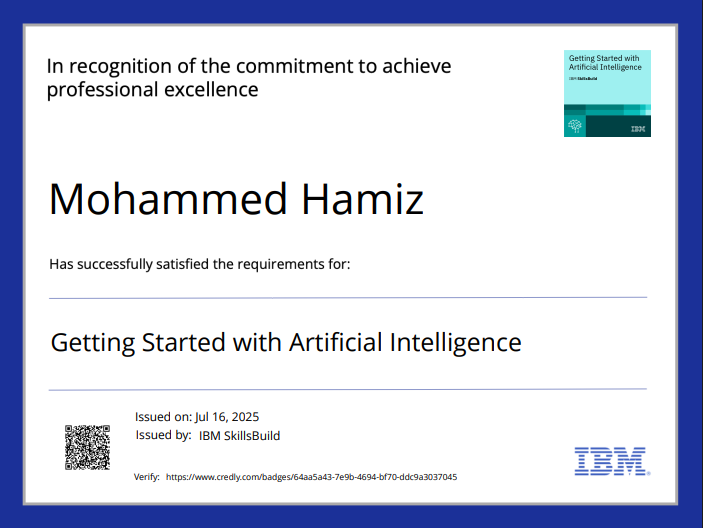 In recognition of the commitment to achieve
professional excellence
Getting Started with
Artificial Intelligence
IBM SkillsBuild
IBM
Mohammed Hamiz
Has successfully satisfied the requirements for:
Getting Started with Artificial Intelligence
Issued on: Jul 16, 2025
Issued by: IBM SkillsBuild
Verify: https://www.credly.com/badges/64aa5a43-7e9b-4694-bf70-ddc9a3037045
IBM®